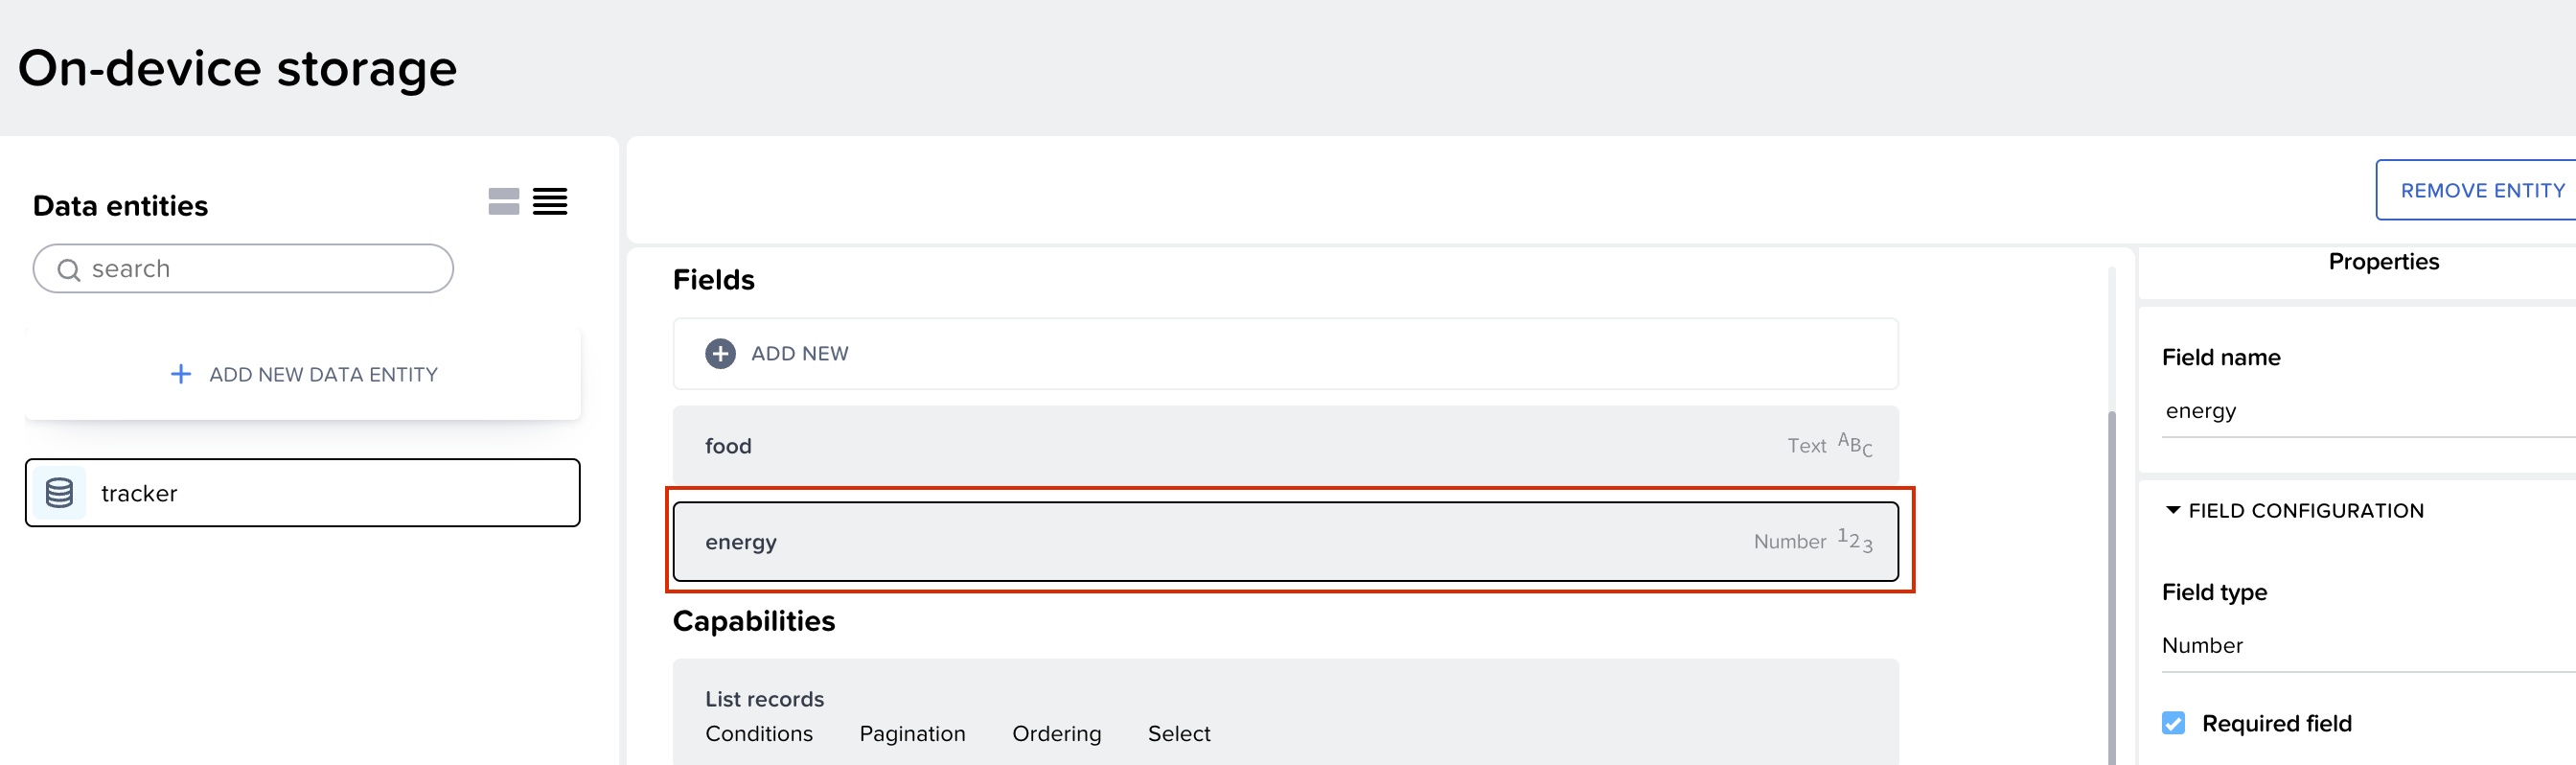 On-device storage
Data entities
search
ADD NEW DATA ENTITY
tracker
REMOVE ENTITY
Fields
ADD NEW
food Text ABC
energy Number 123
Capabilities
List records
Conditions Pagination Ordering Select
Properties
Field name
energy
FIELD CONFIGURATION
Field type
Number
Required field